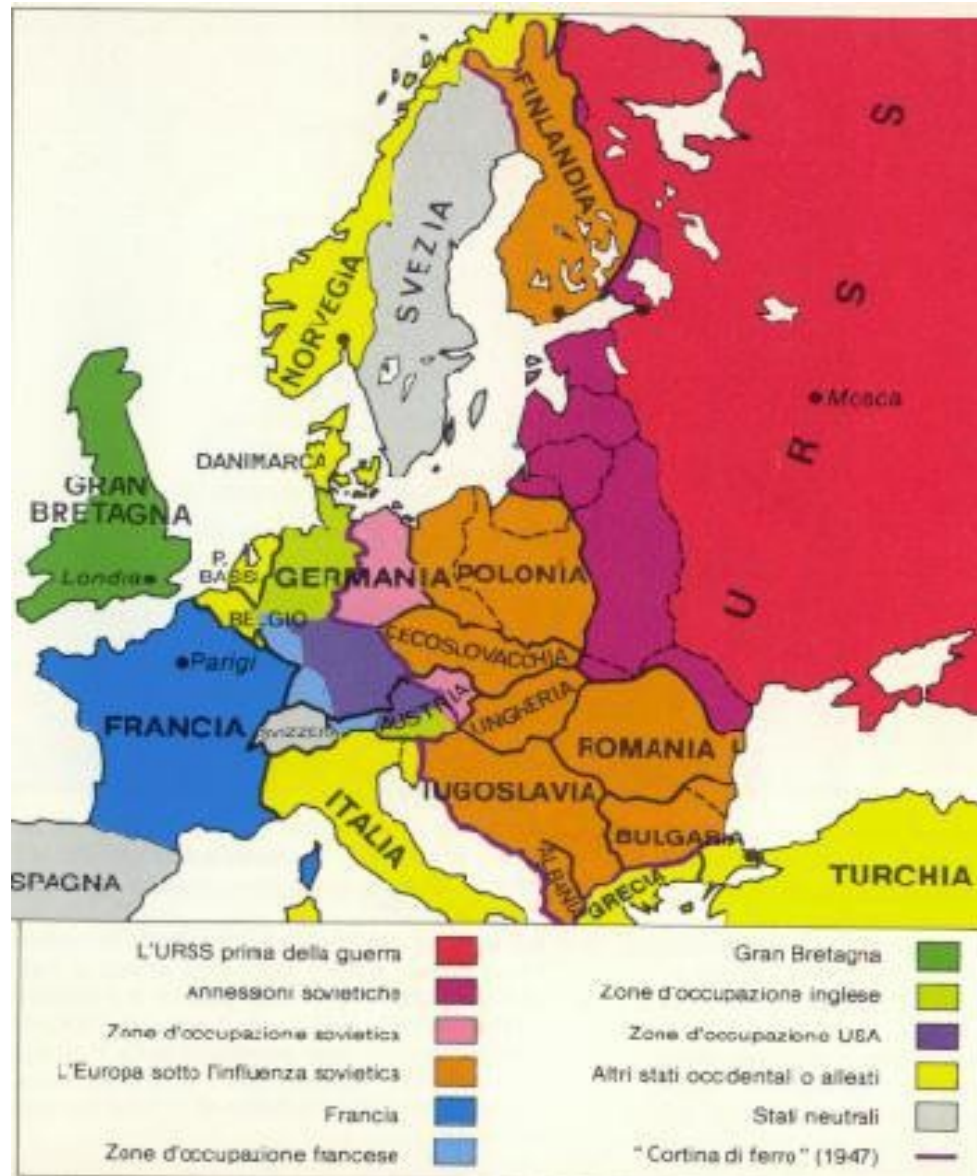 FINLANDIA
SVEZIA
NORVEGIA
U R S S
Mosca
DANIMARCA
GRAN
BRETAGNA
Londra
P.
BASSI
GERMANIA
POLONIA
BELGIO
CECOSLOVACCHIA
Parigi
FRANCIA
SVIZZERA
AUSTRIA
UNGHERIA
ROMANIA
IUGOSLAVIA
ITALIA
BULGARIA
ALBANIA
GRECIA
TURCHIA
SPAGNA
L'URSS prima della guerra
Annessioni sovietiche
Zone d'occupazione sovietica
L'Europa sotto l'influenza sovietica
Francia
Zone d'occupazione francese
Gran Bretagna
Zone d'occupazione inglese
Zone d'occupazione USA
Altri stati occidentali o alleati
Stati neutrali
"Cortina di ferro" (1947)